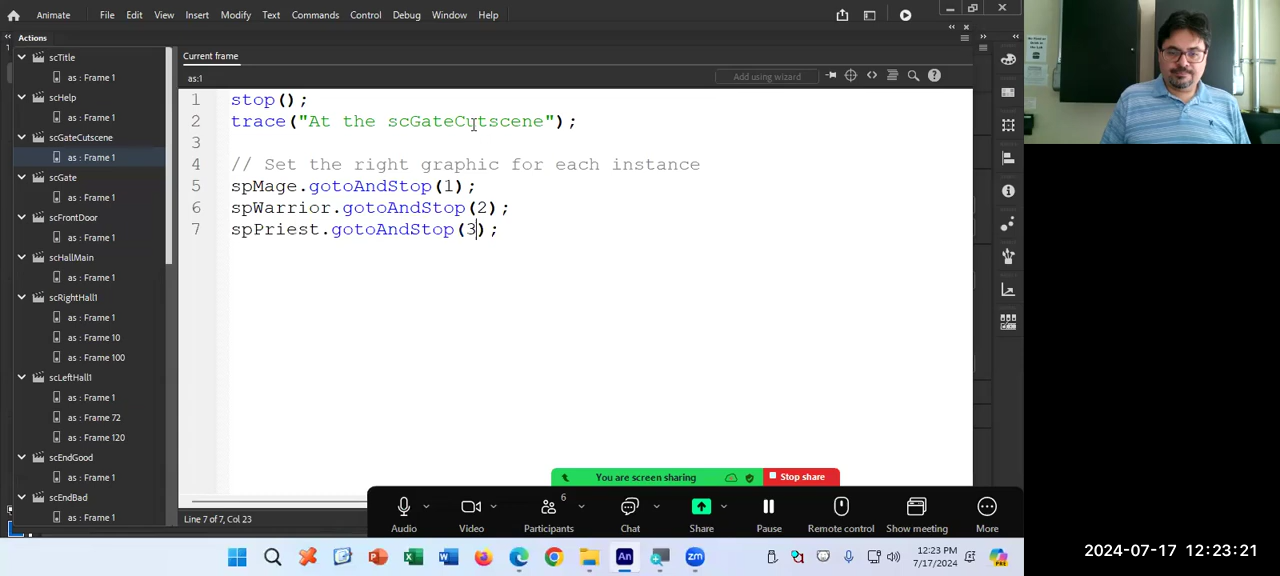 Animate File Edit View Insert Modify Text Commands Control Debug Window Help
Actions
scTitle
as : Frame 1
scHelp
as : Frame 1
scGateCutscene
as : Frame 1
scGate
as : Frame 1
scFrontDoor
as : Frame 1
scHallMain
as : Frame 1
scRightHall1
as : Frame 1
as : Frame 10
as : Frame 100
scLeftHall1
as : Frame 1
as : Frame 72
as : Frame 120
scEndGood
as : Frame 1
scEndBad
as : Frame 1
Current frame
as:1
Add using wizard
1 stop();
2 trace("At the scGateCutscene");
3
4 // Set the right graphic for each instance
5 spMage.gotoAndStop(1);
6 spWarrior.gotoAndStop(2);
7 spPriest.gotoAndStop(3);
You are screen sharing Stop share
Line 7 of 7, Col 23
6
Audio Video Participants Chat Share Pause Remote control Show meeting More
An zm
12:23 PM
7/17/2024
PRE
2024-07-17 12:23:21